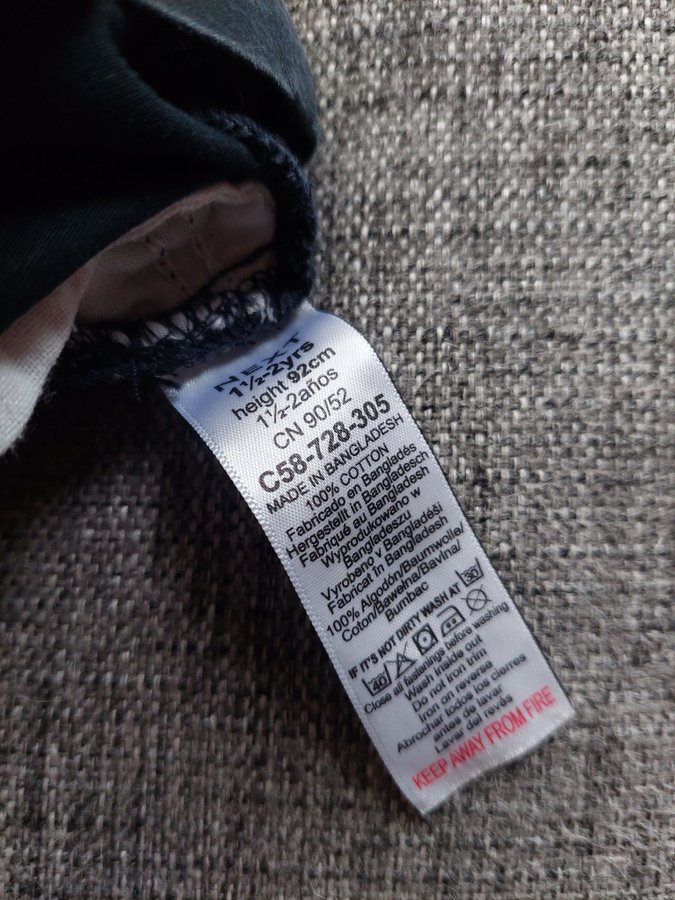 NEXT
1½-2yrs
height 92cm
1½-2años
CN 90/52
C58-728-305
MADE IN BANGLADESH
100% COTTON
Fabricado en Bangladés
Hergestellt in Bangladesch
Fabriqué au Bangladesh
Wyprodukowano w
Bangladeszu
Vyrobeno v Bangladéši
Fabricat în Bangladesh
100% Algodón/Baumwolle/
Coton/Bawełna/Bavlna/
Bumbac
IF IT'S NOT DIRTY WASH AT 30
40
Close all fastenings before washing
Wash inside out
Do not iron trim
Iron on reverse
Abrochar todos los cierres
antes de lavar
Lavar del revés
KEEP AWAY FROM FIRE